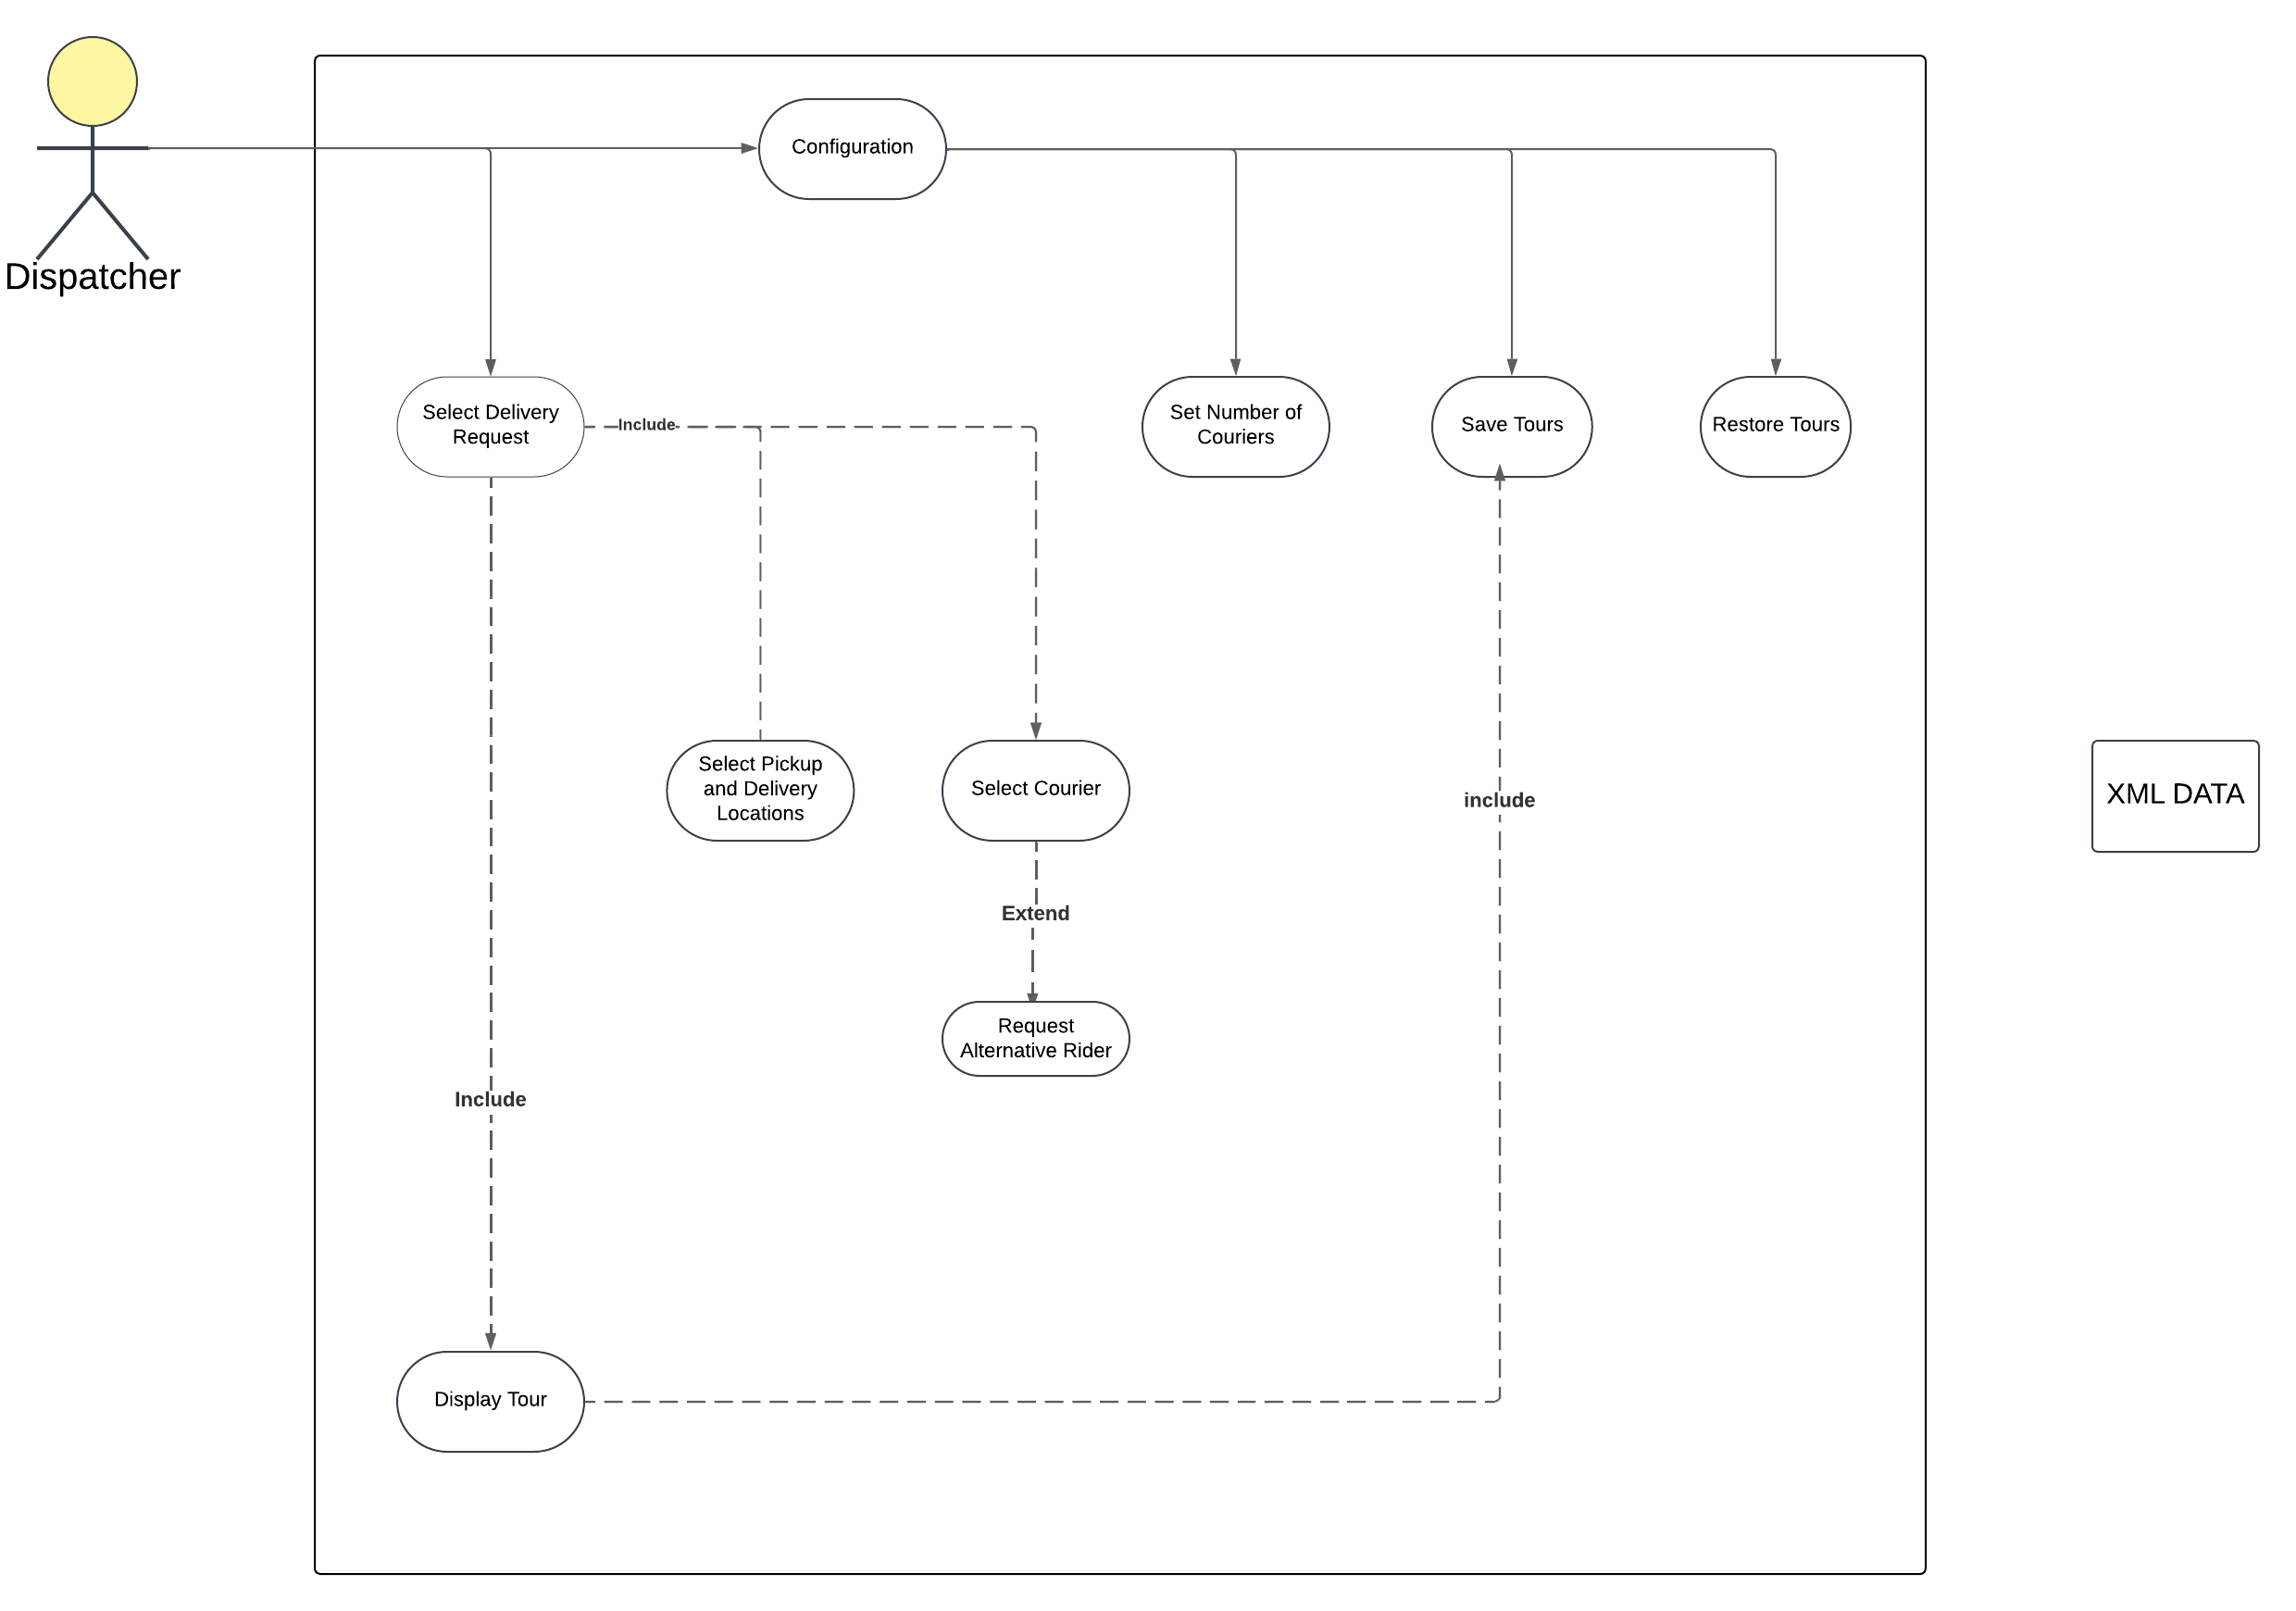 Dispatcher
Configuration
Select Delivery
Request
Include
Set Number of
Couriers
Save Tours
Restore Tours
Select Pickup
and Delivery
Locations
Select Courier
include
XML DATA
Extend
Request
Alternative Rider
Include
Display Tour